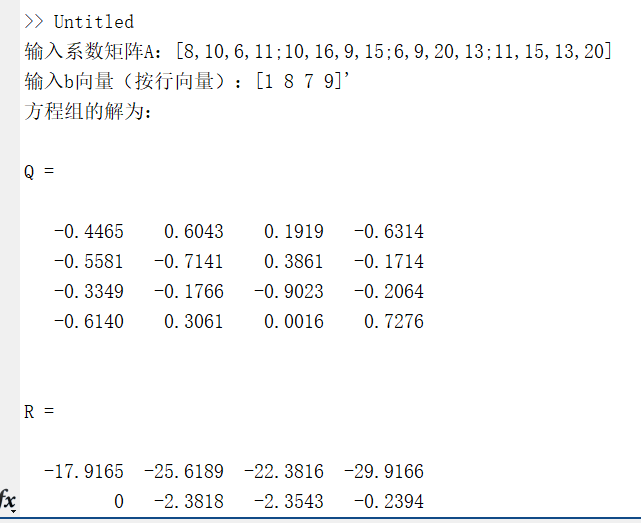 >> Untitled
输入系数矩阵A：[8,10,6,11;10,16,9,15;6,9,20,13;11,15,13,20]
输入b向量（按行向量）：[1 8 7 9]'
方程组的解为：
Q =
-0.4465 0.6043 0.1919 -0.6314
-0.5581 -0.7141 0.3861 -0.1714
-0.3349 -0.1766 -0.9023 -0.2064
-0.6140 0.3061 0.0016 0.7276
R =
-17.9165 -25.6189 -22.3816 -29.9166
fx 0 -2.3818 -2.3543 -0.2394